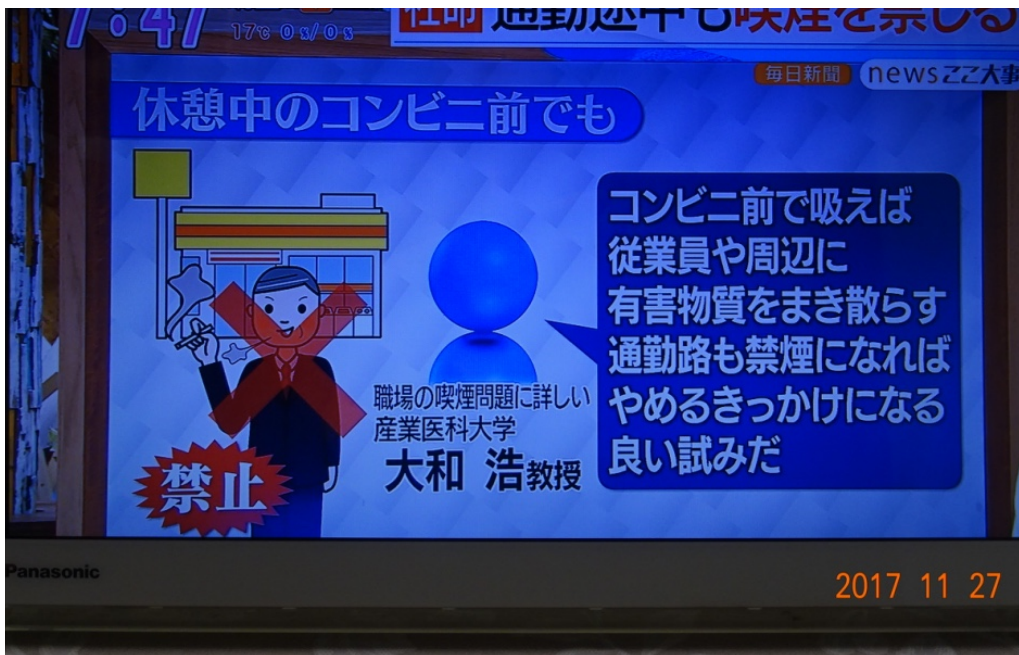 7:47
17℃
社命 通勤途中も喫煙を禁じる
毎日新聞
newsここ大事
休憩中のコンビニ前でも
コンビニ前で吸えば
従業員や周辺に
有害物質をまき散らす
通勤路も禁煙になれば
やめるきっかけになる
良い試みだ
職場の喫煙問題に詳しい
産業医科大学
大和 浩教授
禁止
Panasonic
2017 11 27